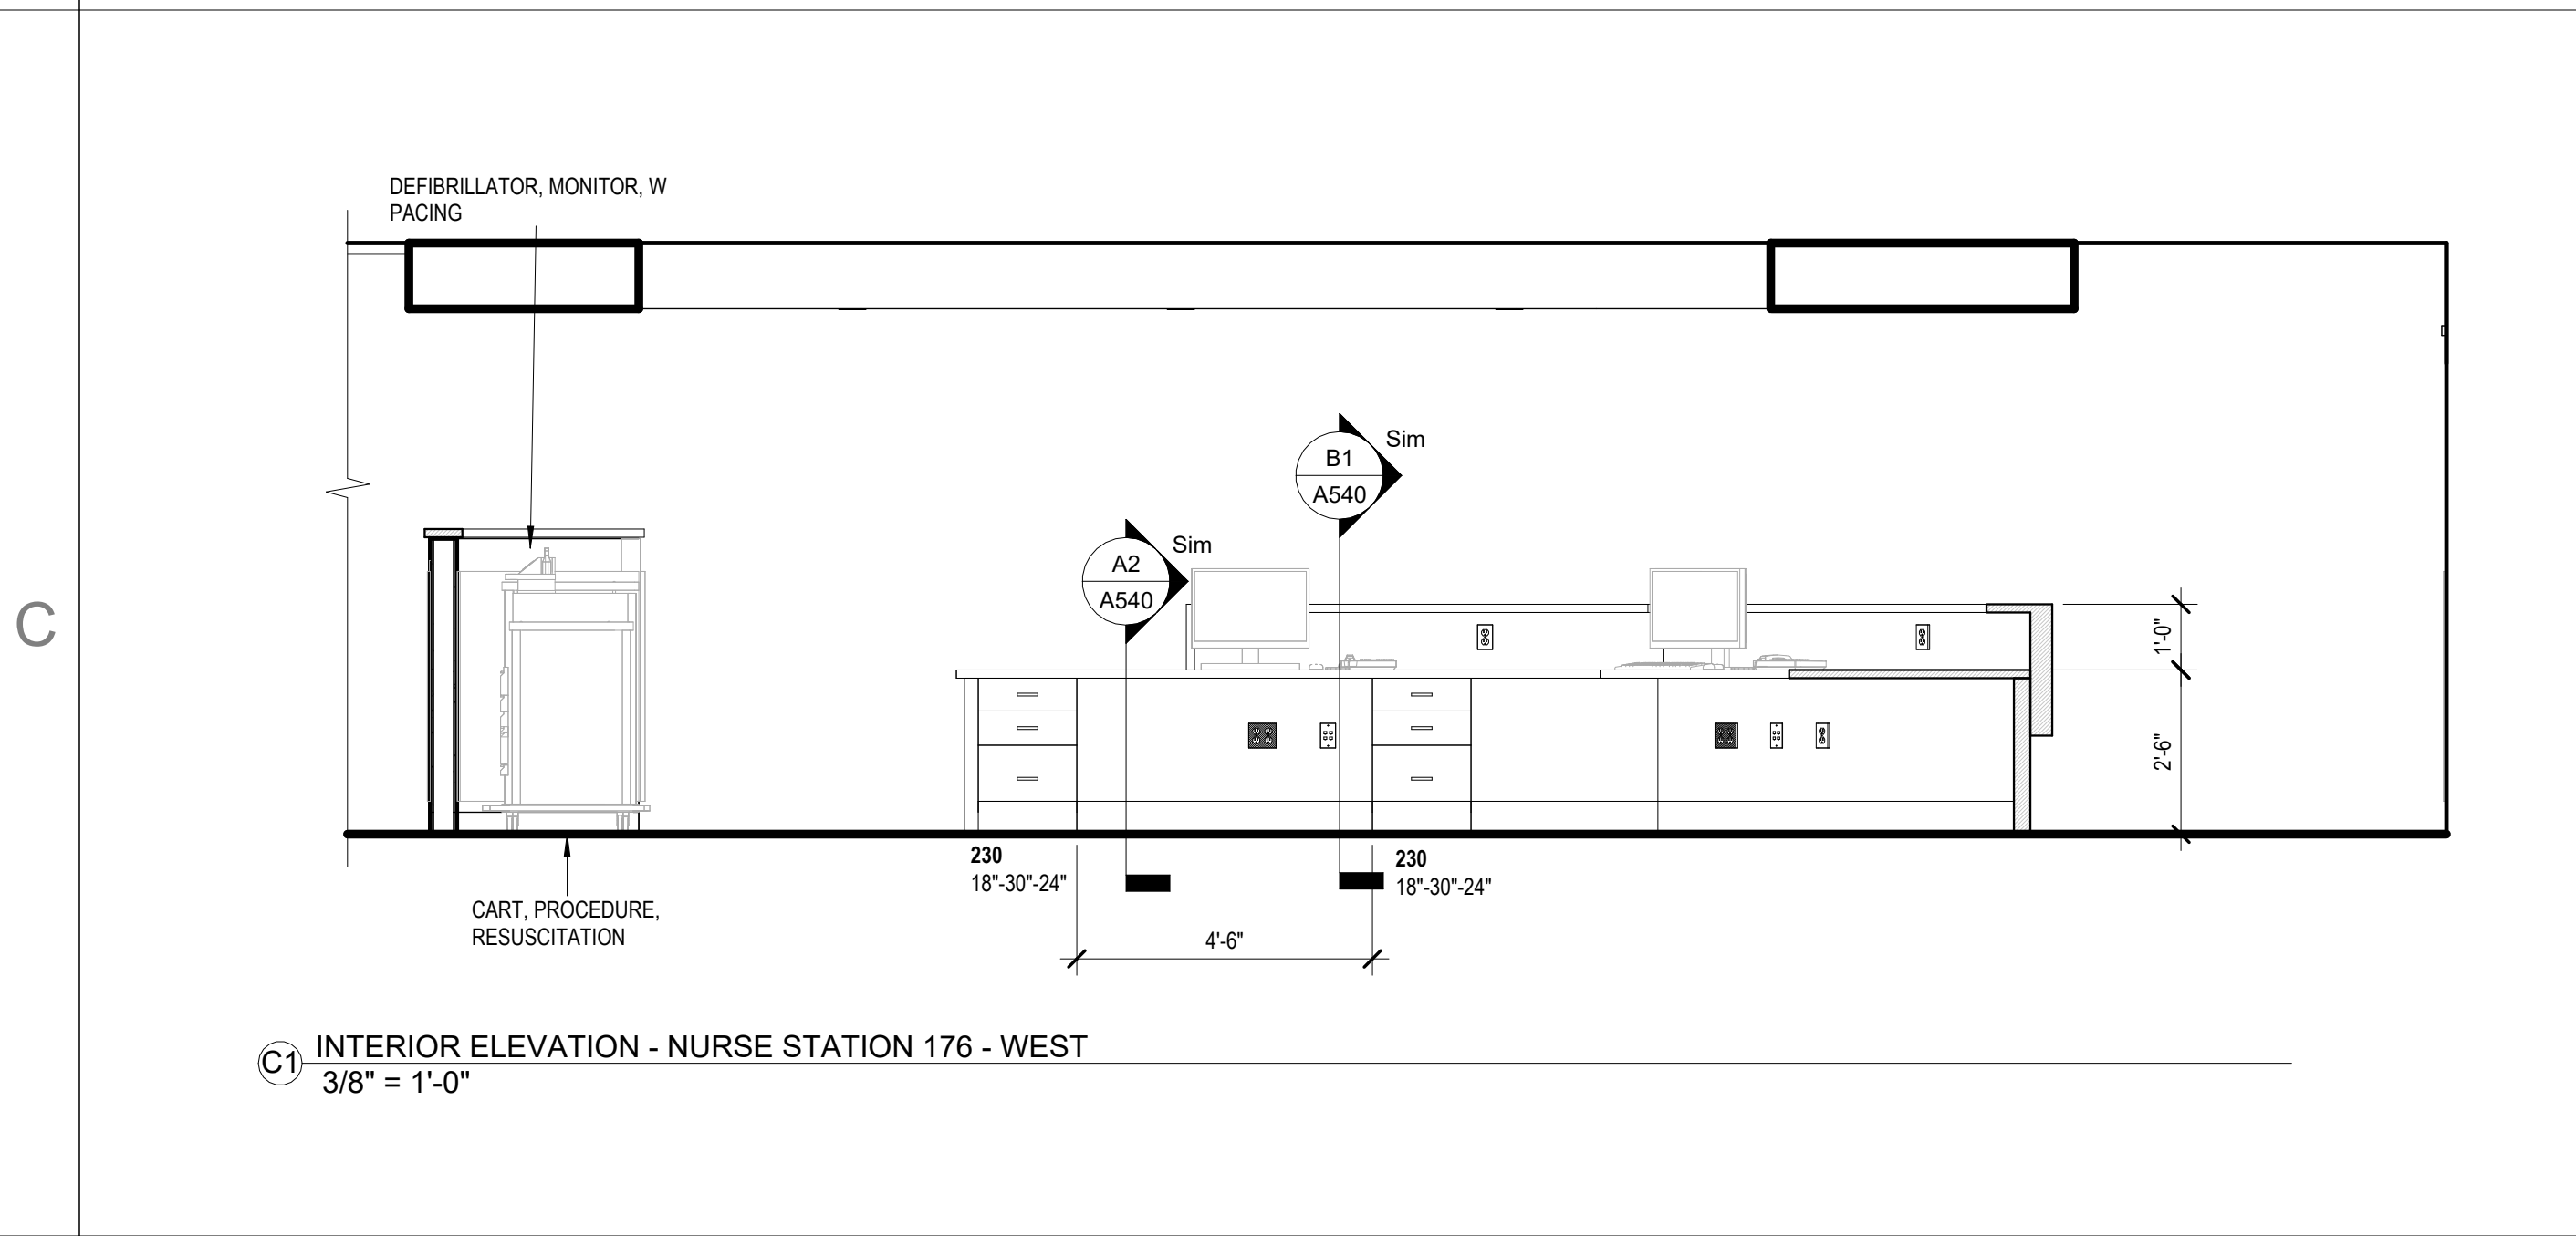 DEFIBRILLATOR, MONITOR, W
PACING
B1
A540
Sim
A2
A540
Sim
C
1'-0"
2'-6"
230
18"-30"-24"
230
18"-30"-24"
CART, PROCEDURE,
RESUSCITATION
4'-6"
C1
INTERIOR ELEVATION - NURSE STATION 176 - WEST
3/8" = 1'-0"